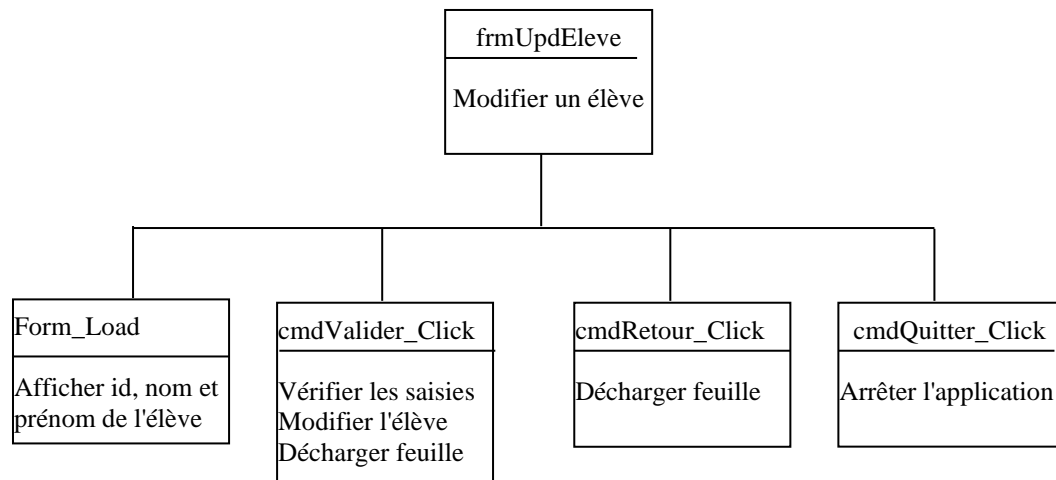 frmUpdEleve
Modifier un élève
Form_Load
Afficher id, nom et
prénom de l'élève
cmdValider_Click
Vérifier les saisies
Modifier l'élève
Décharger feuille
cmdRetour_Click
Décharger feuille
cmdQuitter_Click
Arrêter l'application